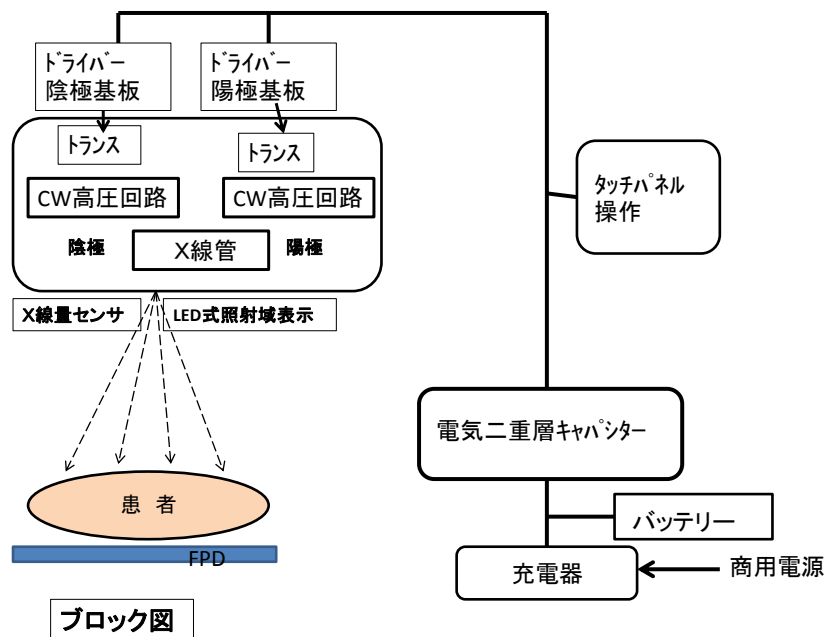 ﾄﾞﾗｲﾊﾞｰ
陰極基板
ﾄﾞﾗｲﾊﾞｰ
陽極基板
ﾄﾗﾝｽ
ﾄﾗﾝｽ
CW高圧回路
CW高圧回路
陰極
X線管
陽極
X線量センサ
LED式照射域表示
患 者
FPD
ブロック図
ﾀｯﾁﾊﾟﾈﾙ
操作
電気二重層ｷｬﾊﾟｼﾀｰ
バッテリー
充電器
商用電源